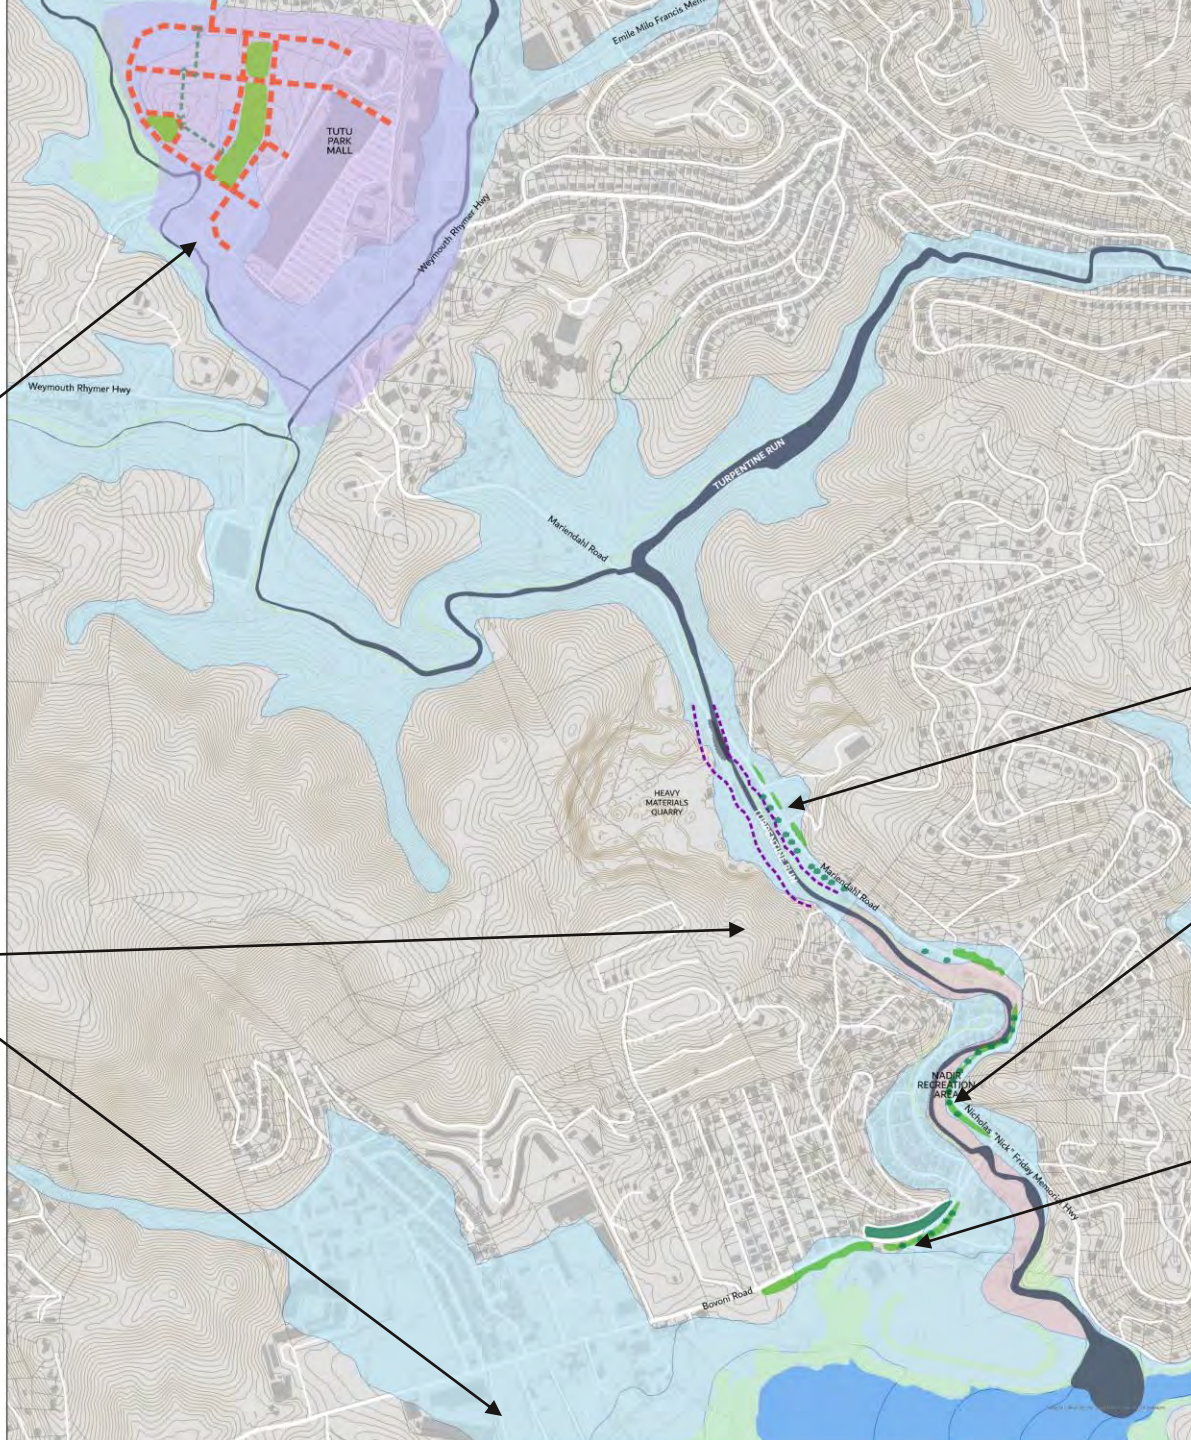 Emile Milo Francis Mem
TUTU
PARK
MALL
Weymouth Rhymer Hwy
Weymouth Rhymer Hwy
TURPENTINE RUN
Mariendahl Road
HEAVY
MATERIALS
QUARRY
Mariendahl Road
NADIR
RECREATION
AREA
Nicholas "Nick" Friday Memorial Hwy
Bovoni Road